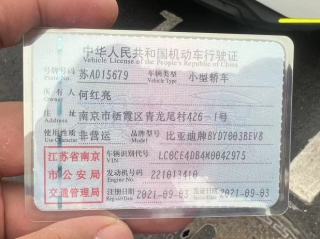 中华人民共和国机动车行驶证
Vehicle License of the People's Republic of China
号牌号码 苏AD15679 车辆类型 小型轿车
Plate No. Vehicle Type
所有人 何红亮
Owner
住址 南京市栖霞区青龙尾村426-1号
Address
使用性质 非营运 品牌型号 比亚迪牌BYD7003BEV8
Use Character Model
江苏省南京市公安局交通管理局
车辆识别代号 LC0CE4DB4M0042975
VIN
发动机号码 221013410
Engine No.
注册日期 2021-09-03 发证日期 2021-09-03
Register Date Issue Date